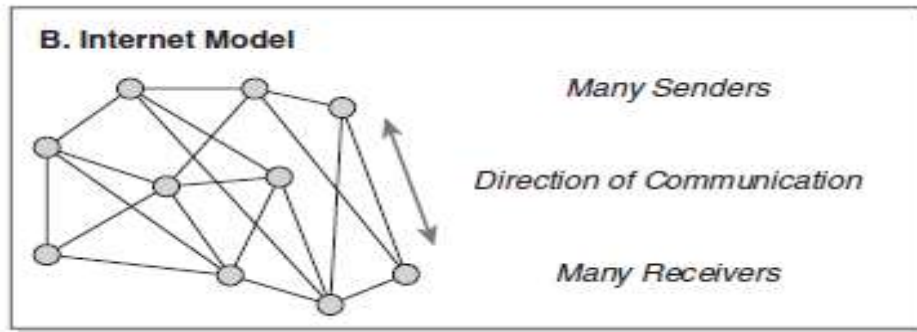 B. Internet Model
Many Senders
Direction of Communication
Many Receivers